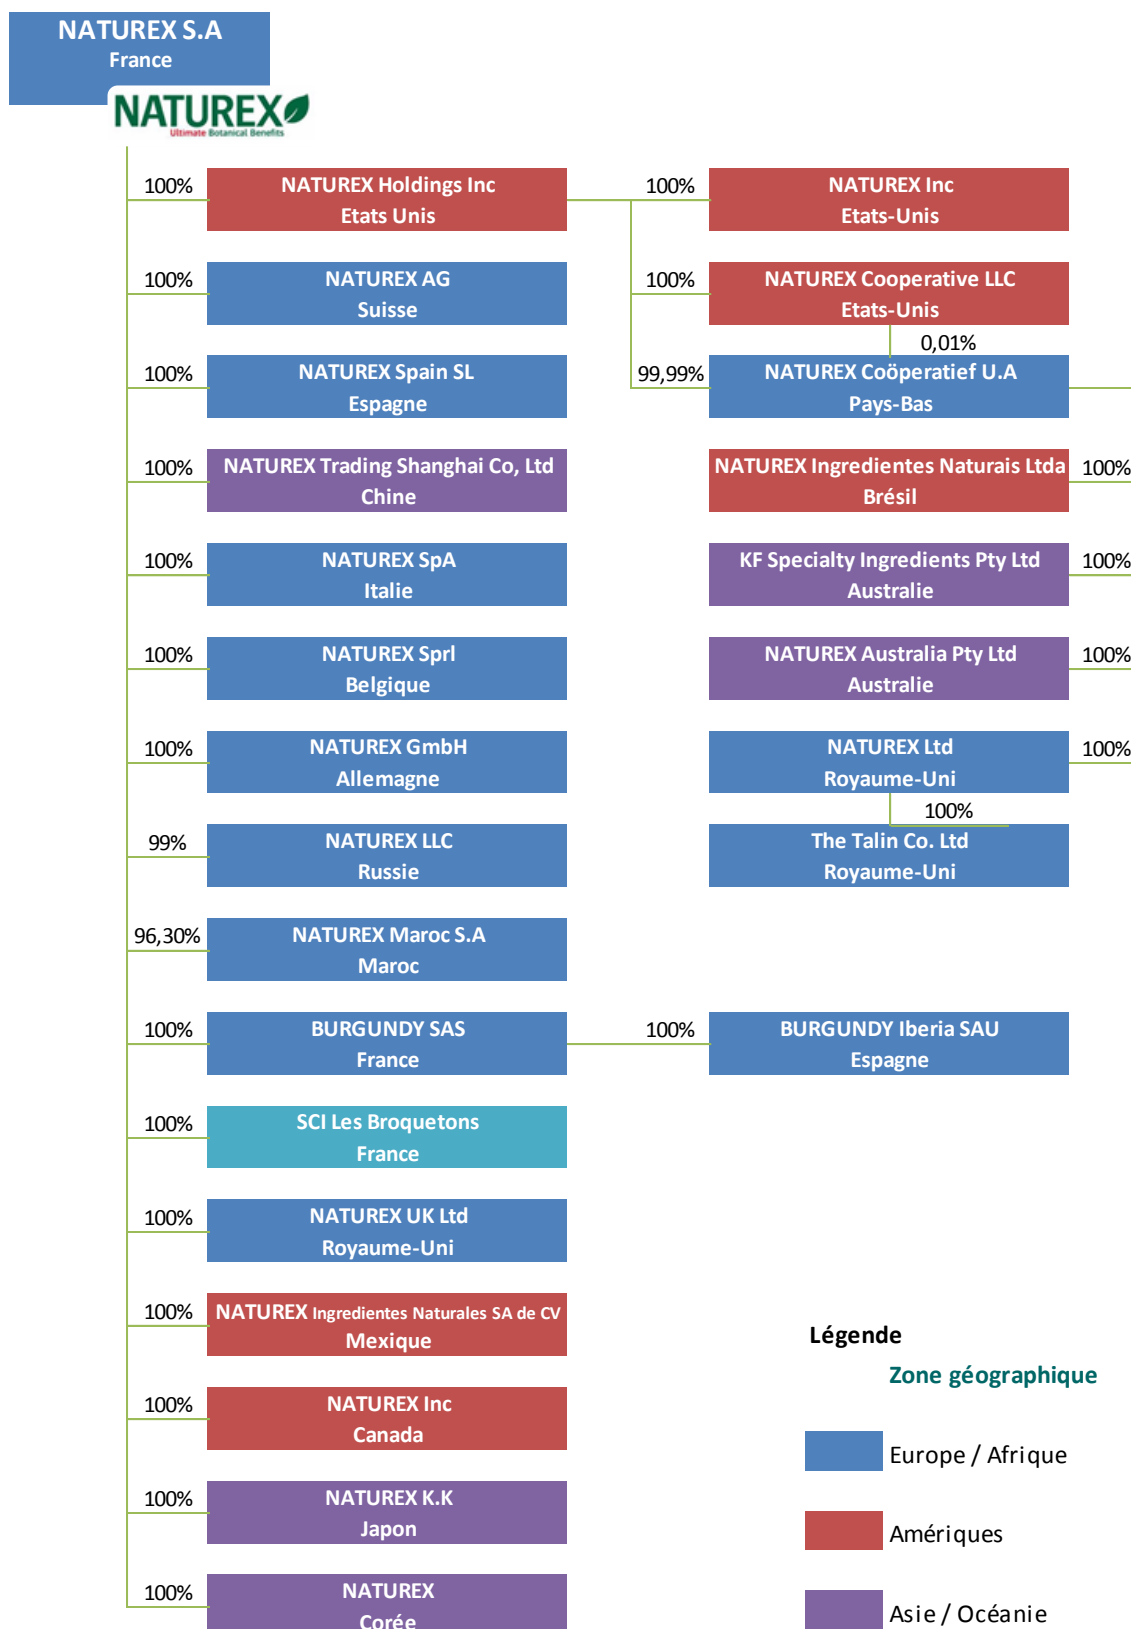 NATUREX S.A
France
NATUREX
Ultimate Botanical Benefits
100%
NATUREX Holdings Inc
Etats Unis
100%
NATUREX Inc
Etats-Unis
100%
NATUREX AG
Suisse
100%
NATUREX Cooperative LLC
Etats-Unis
0,01%
100%
NATUREX Spain SL
Espagne
99,99%
NATUREX Coöperatief U.A
Pays-Bas
100%
NATUREX Trading Shanghai Co, Ltd
Chine
NATUREX Ingredientes Naturais Ltda
Brésil
100%
100%
NATUREX SpA
Italie
KF Specialty Ingredients Pty Ltd
Australie
100%
100%
NATUREX Sprl
Belgique
NATUREX Australia Pty Ltd
Australie
100%
100%
NATUREX GmbH
Allemagne
NATUREX Ltd
Royaume-Uni
100%
100%
99%
NATUREX LLC
Russie
The Talin Co. Ltd
Royaume-Uni
96,30%
NATUREX Maroc S.A
Maroc
100%
BURGUNDY SAS
France
100%
BURGUNDY Iberia SAU
Espagne
100%
SCI Les Broquetons
France
100%
NATUREX UK Ltd
Royaume-Uni
100%
NATUREX Ingredientes Naturales SA de CV
Mexique
100%
NATUREX Inc
Canada
100%
NATUREX K.K
Japon
100%
NATUREX
Corée
Légende
Zone géographique
Europe / Afrique
Amériques
Asie / Océanie